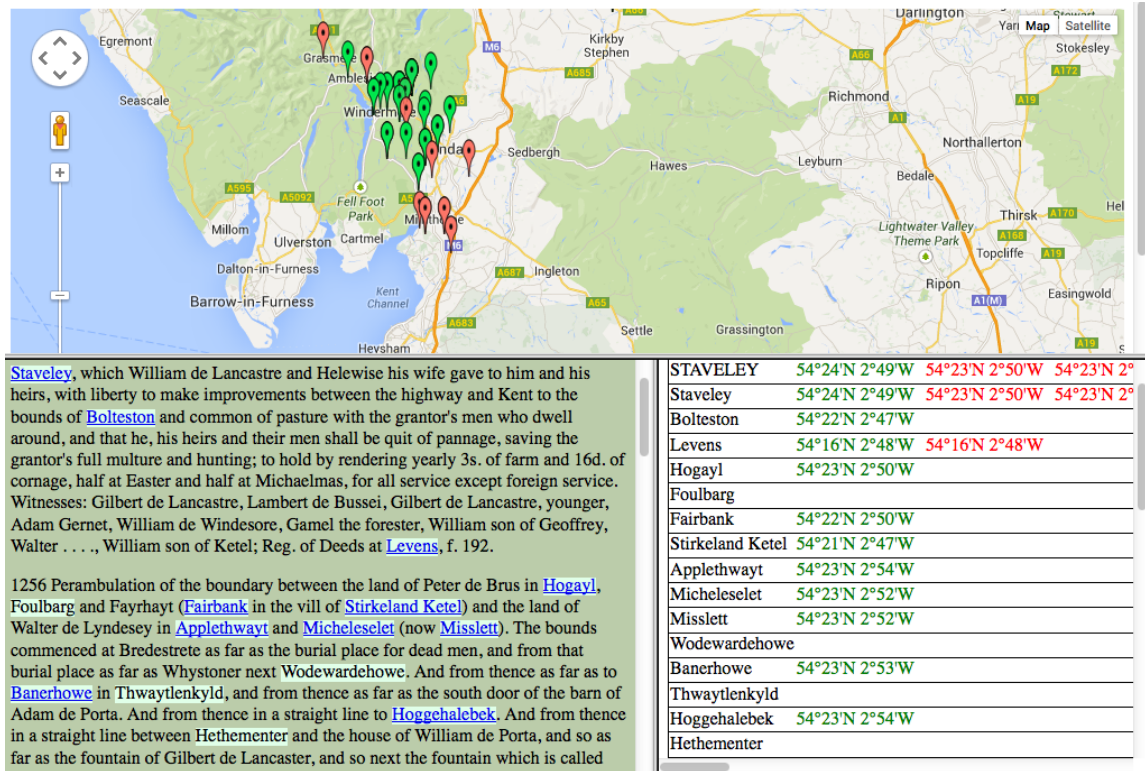 Egremont
Kirkby
Stephen
Darlington
Map
Satellite
Stokesley
Grasmere
M6
A66
A685
A172
Seascale
Richmond
A19
A1
Northallerton
Sedbergh
Hawes
Leyburn
Bedale
A595
A5092
Fell Foot
Park
Thirsk
A170
A168
Millom
Ulverston
Cartmel
M6
Lightwater Valley
Theme Park
Topcliffe
A19
Dalton-in-Furness
A687
Ingleton
Ripon
Kent
Channel
A65
A1(M)
Easingwold
Barrow-in-Furness
A683
Settle
Grassington
A19
Heysham
Staveley, which William de Lancastre and Helewise his wife gave to him and his
heirs, with liberty to make improvements between the highway and Kent to the
bounds of Bolteston and common of pasture with the grantor's men who dwell
around, and that he, his heirs and their men shall be quit of pannage, saving the
grantor's full multure and hunting; to hold by rendering yearly 3s. of farm and 16d. of
cornage, half at Easter and half at Michaelmas, for all service except foreign service.
Witnesses: Gilbert de Lancastre, Lambert de Bussei, Gilbert de Lancastre, younger,
Adam Gernet, William de Windesore, Gamel the forester, William son of Geoffrey,
Walter . . . ., William son of Ketel; Reg. of Deeds at Levens, f. 192.
1256 Perambulation of the boundary between the land of Peter de Brus in Hogayl,
Foulbarg and Fayrhayt (Fairbank in the vill of Stirkeland Ketel) and the land of
Walter de Lyndesey in Applethwayt and Micheleselet (now Misslett). The bounds
commenced at Bredestrete as far as the burial place for dead men, and from that
burial place as far as Whystoner next Wodewardehowe. And from thence as far as to
Banerhowe in Thwaytlenkyld, and from thence as far as the south door of the barn of
Adam de Porta. And from thence in a straight line to Hoggehalebek. And from thence
in a straight line between Hethementer and the house of William de Porta, and so as
far as the fountain of Gilbert de Lancaster, and so next the fountain which is called
STAVELEY 54°24'N 2°49'W 54°23'N 2°50'W 54°23'N 2°
Staveley 54°24'N 2°49'W 54°23'N 2°50'W 54°23'N 2°
Bolteston 54°22'N 2°47'W
Levens 54°16'N 2°48'W 54°16'N 2°48'W
Hogayl 54°23'N 2°50'W
Foulbarg
Fairbank 54°22'N 2°50'W
Stirkeland Ketel 54°21'N 2°47'W
Applethwayt 54°23'N 2°54'W
Micheleselet 54°23'N 2°52'W
Misslett 54°23'N 2°52'W
Wodewardehowe
Banerhowe 54°23'N 2°53'W
Thwaytlenkyld
Hoggehalebek 54°23'N 2°54'W
Hethementer